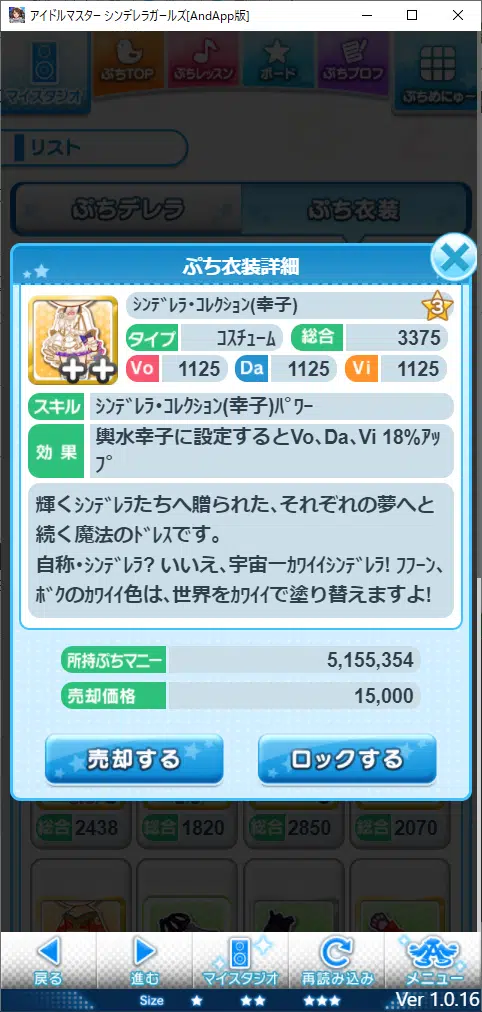 アイドルマスター シンデレラガールズ[AndApp版]
マイスタジオ
ぷちTOP
ぷちレッスン
ボード
ぷちプロフ
ぷちめにゅー
リスト
ぷちデレラ
ぷち衣装
ぷち衣装詳細
ｼﾝﾃﾞﾚﾗ･ｺﾚｸｼｮﾝ(幸子)
3
タイプ ｺｽﾁｭｰﾑ 総合 3375
Vo 1125 Da 1125 Vi 1125
スキル ｼﾝﾃﾞﾚﾗ･ｺﾚｸｼｮﾝ(幸子)ﾊﾟﾜｰ
効果 輿水幸子に設定するとVo､Da､Vi 18%ｱｯ
ﾌﾟ
輝くｼﾝﾃﾞﾚﾗたちへ贈られた､それぞれの夢へと
続く魔法のﾄﾞﾚｽです｡
自称･ｼﾝﾃﾞﾚﾗ? いいえ､宇宙一ｶﾜｲｲｼﾝﾃﾞﾚﾗ! ﾌﾌｰﾝ､
ﾎﾞｸのｶﾜｲｲ色は､世界をｶﾜｲｲで塗り替えますよ!
所持ぷちマニー 5,155,354
売却価格 15,000
売却する
ロックする
総合 2438 総合 1820 総合 2850 総合 2070
戻る
進む
マイスタジオ
再読み込み
メニュー
Size ★ ★★ ★★★ Ver 1.0.16